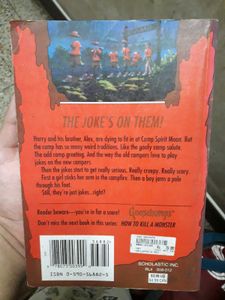 THE JOKE'S ON THEM!
Harry and his brother, Alex, are dying to fit in at Camp Spirit Moon. But
the camp has so many weird traditions. Like the goofy camp salute.
The odd camp greeting. And the way the old campers love to play
jokes on the new campers.
Then the jokes start to get really serious. Really creepy. Really scary.
First a girl sticks her arm in the campfire. Then a boy jams a pole
through his foot.
Still, they're just jokes...right?
Reader beware—you're in for a scare!
Don't miss the next book in this series:
Goosebumps
HOW TO KILL A MONSTER
ISBN 0-590-56882-1
SCHOLASTIC INC.